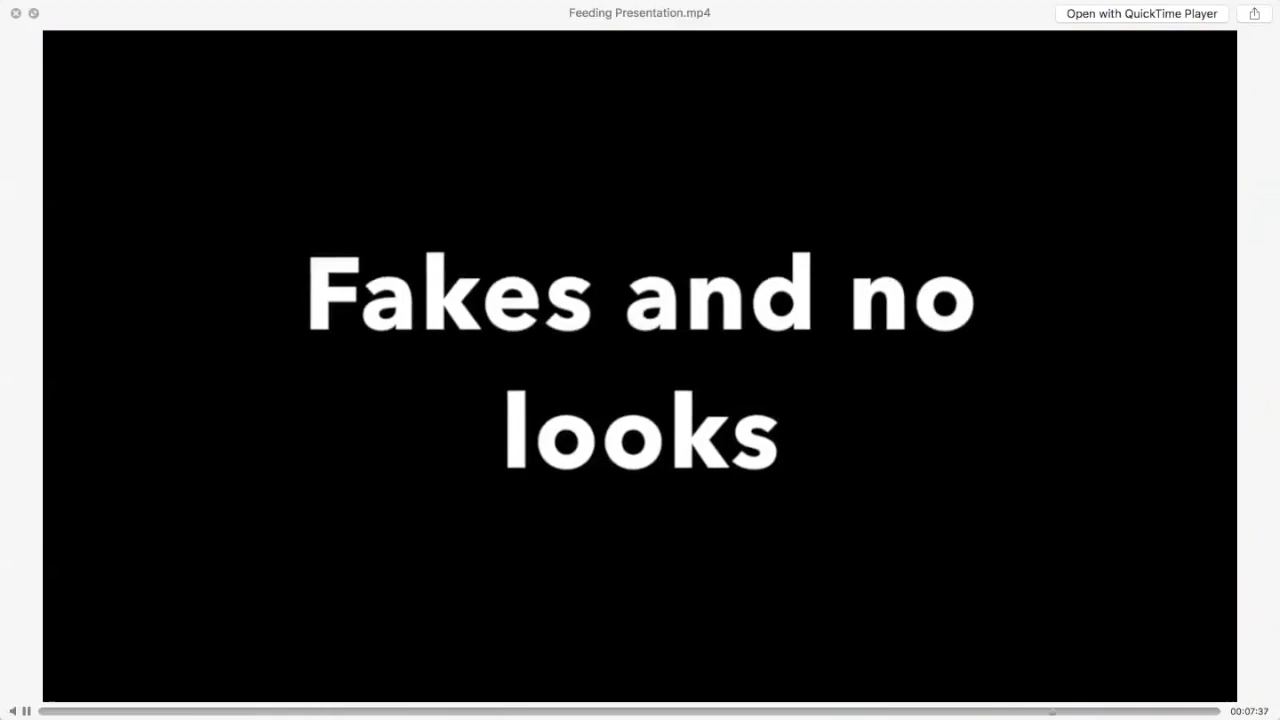 Feeding Presentation.mp4
Open with QuickTime Player
Fakes and no
looks
00:07:37